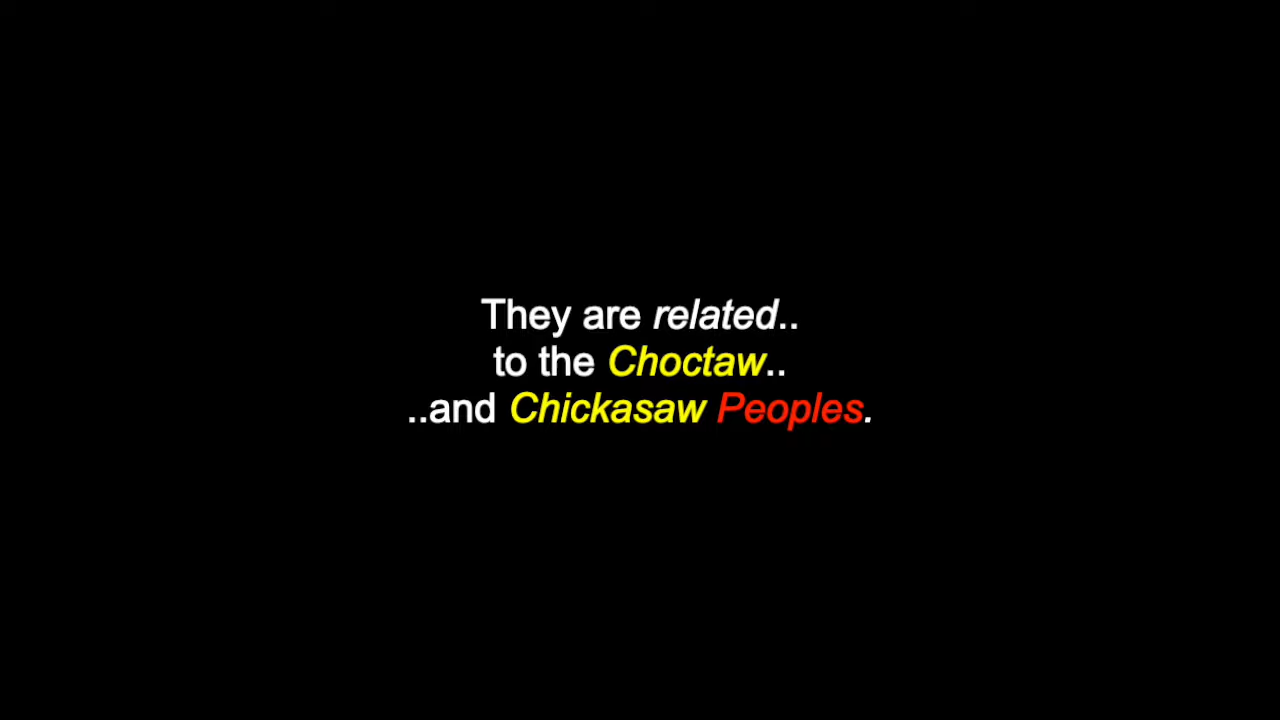 They are related..
to the Choctaw..
..and Chickasaw Peoples.